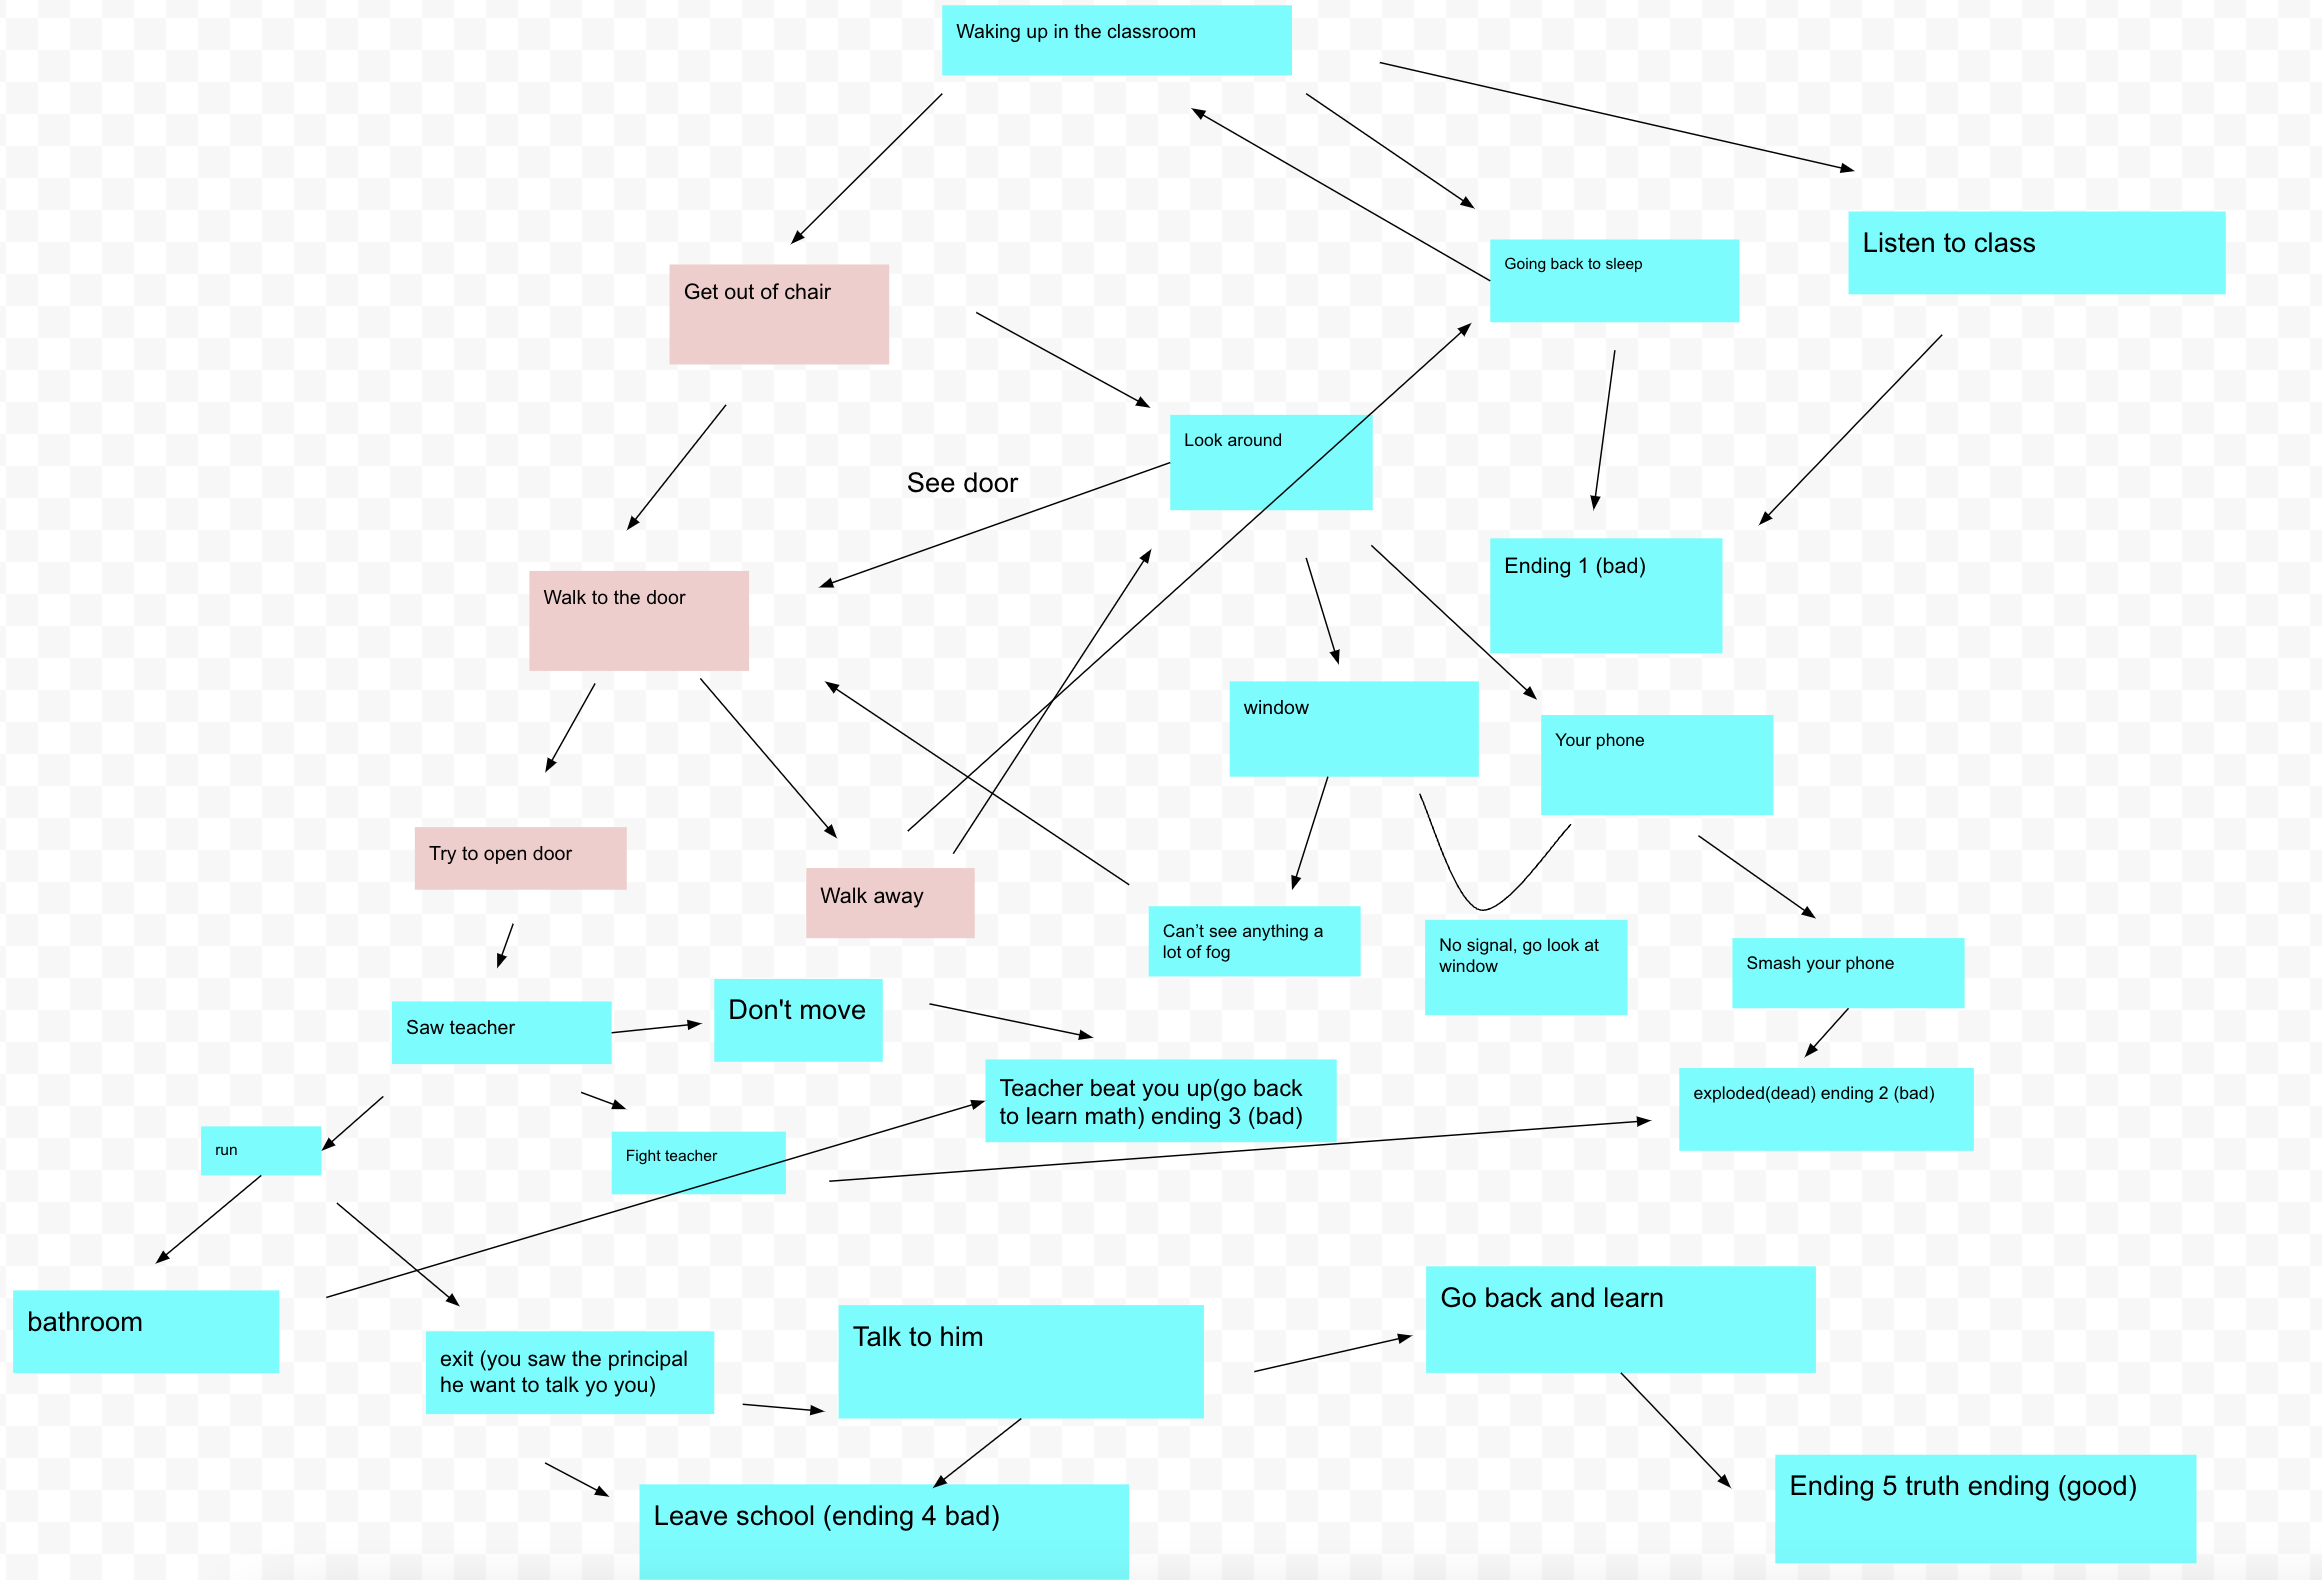 Waking up in the classroom
Listen to class
Going back to sleep
Get out of chair
Look around
See door
Ending 1 (bad)
Walk to the door
window
Your phone
Try to open door
Walk away
Can’t see anything a
lot of fog
No signal, go look at
window
Smash your phone
Saw teacher
Don't move
Teacher beat you up(go back
to learn math) ending 3 (bad)
exploded(dead) ending 2 (bad)
run
Fight teacher
bathroom
exit (you saw the principal
he want to talk yo you)
Talk to him
Go back and learn
Leave school (ending 4 bad)
Ending 5 truth ending (good)